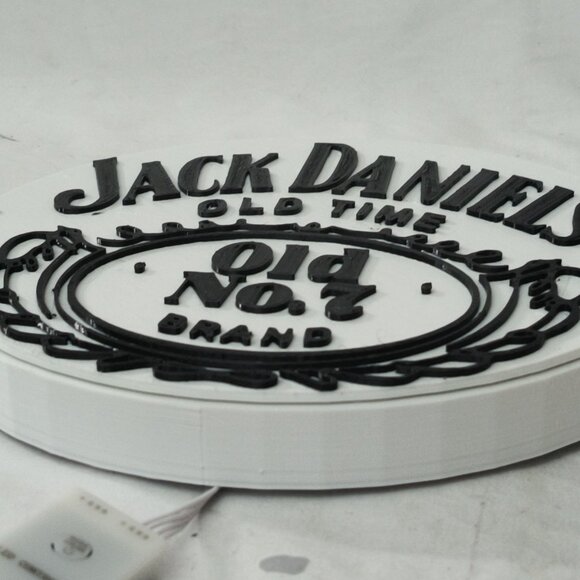 JACK DANIELS
OLD TIME
Old
No. 7
BRAND